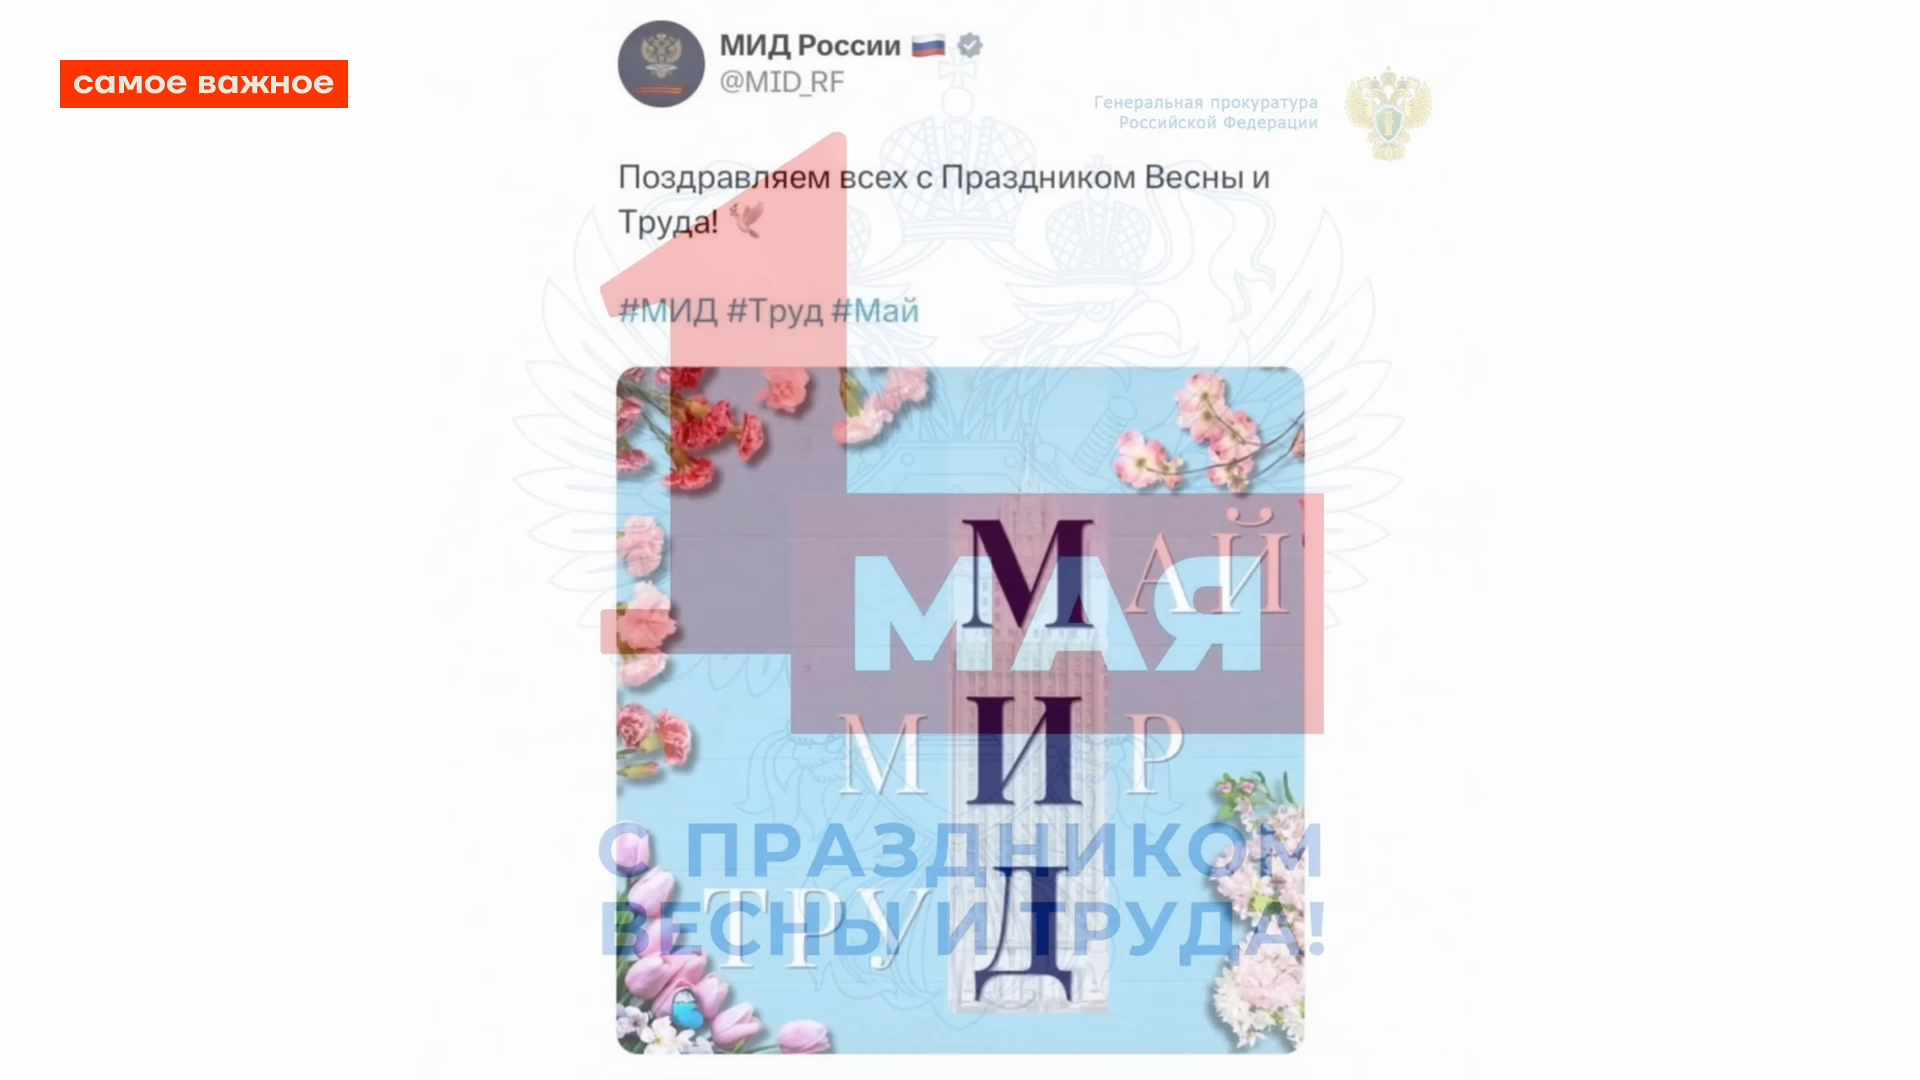 самое важное
МИД России
@MID_RF
Генеральная прокуратура
Российской Федерации
Поздравляем всех с Праздником Весны и
Труда!
#МИД #Труд #Май
1
МАЙ
МАЯ
МИР
С ПРАЗДНИКОМ
ТРУД
ВЕСНЫ И ТРУДА!